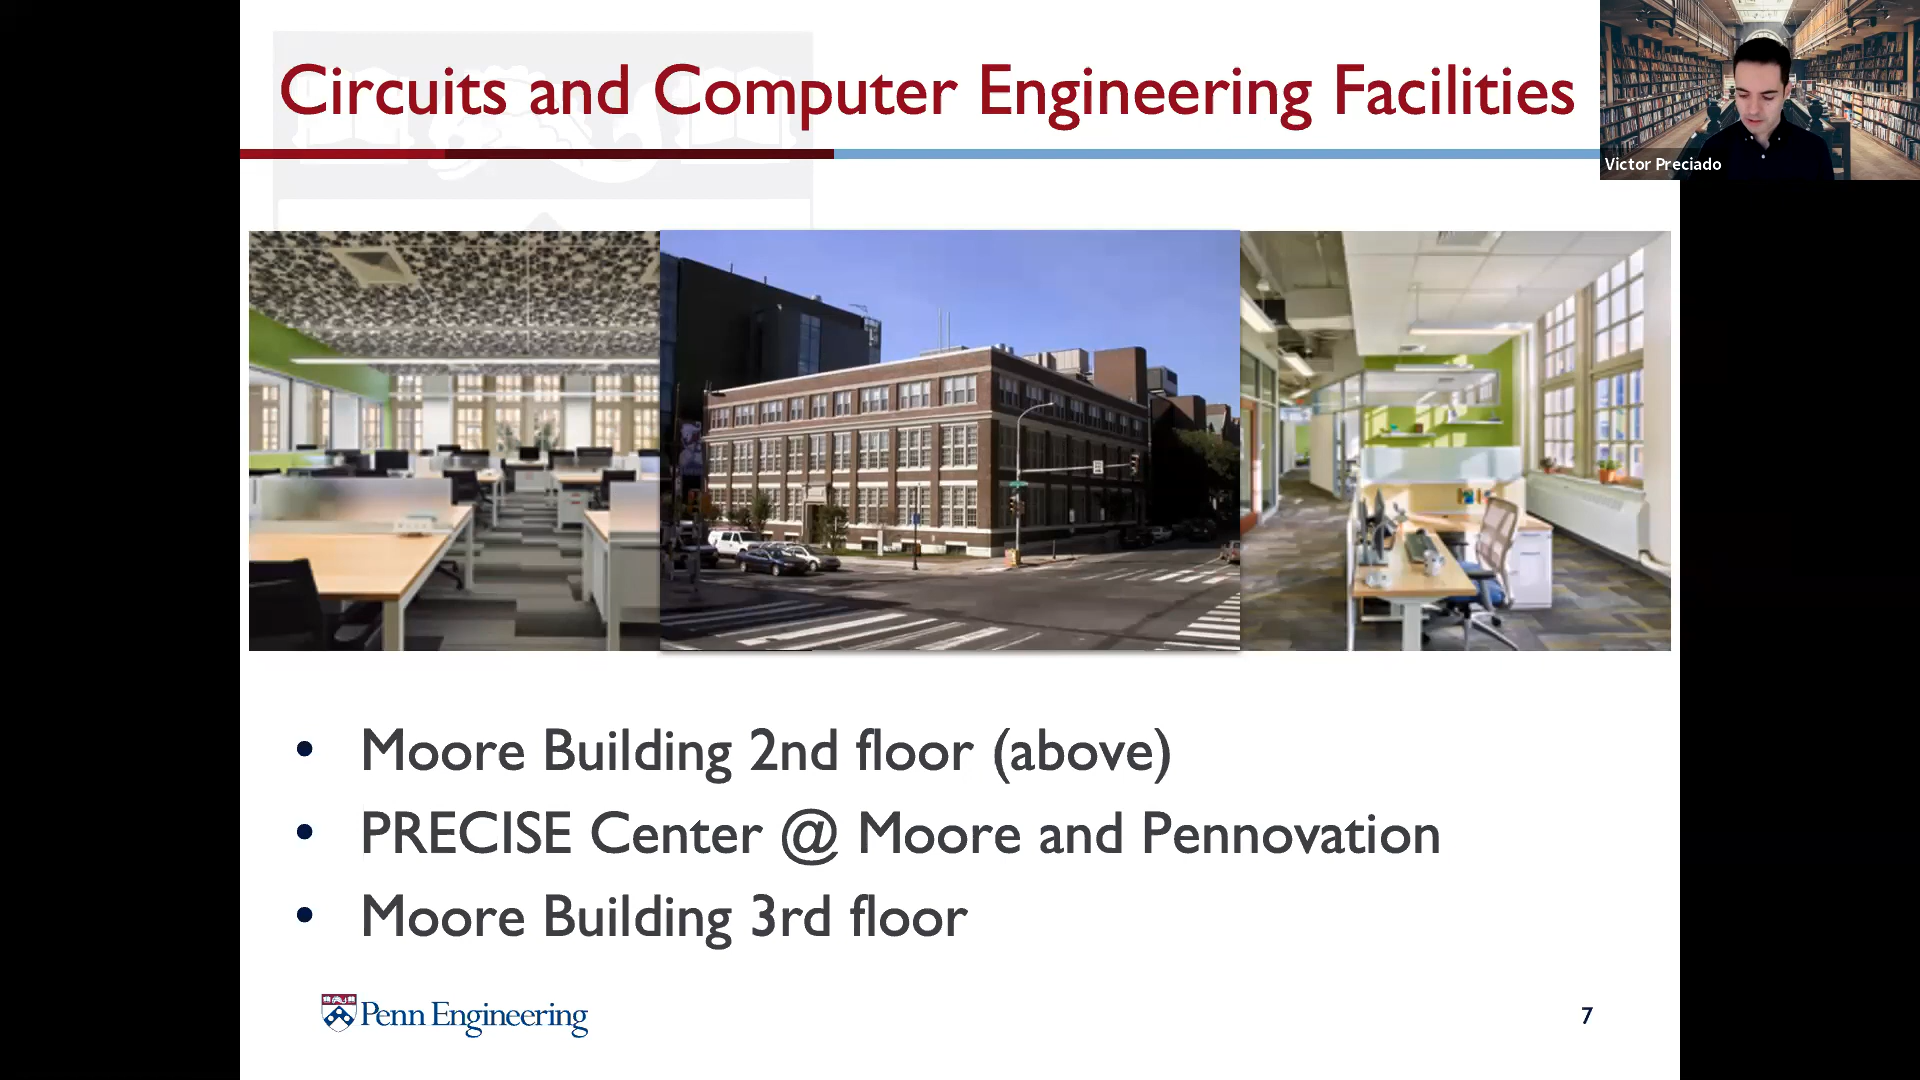 Circuits and Computer Engineering Facilities
Victor Preciado
• Moore Building 2nd floor (above)
• PRECISE Center @ Moore and Pennovation
• Moore Building 3rd floor
Penn Engineering
7